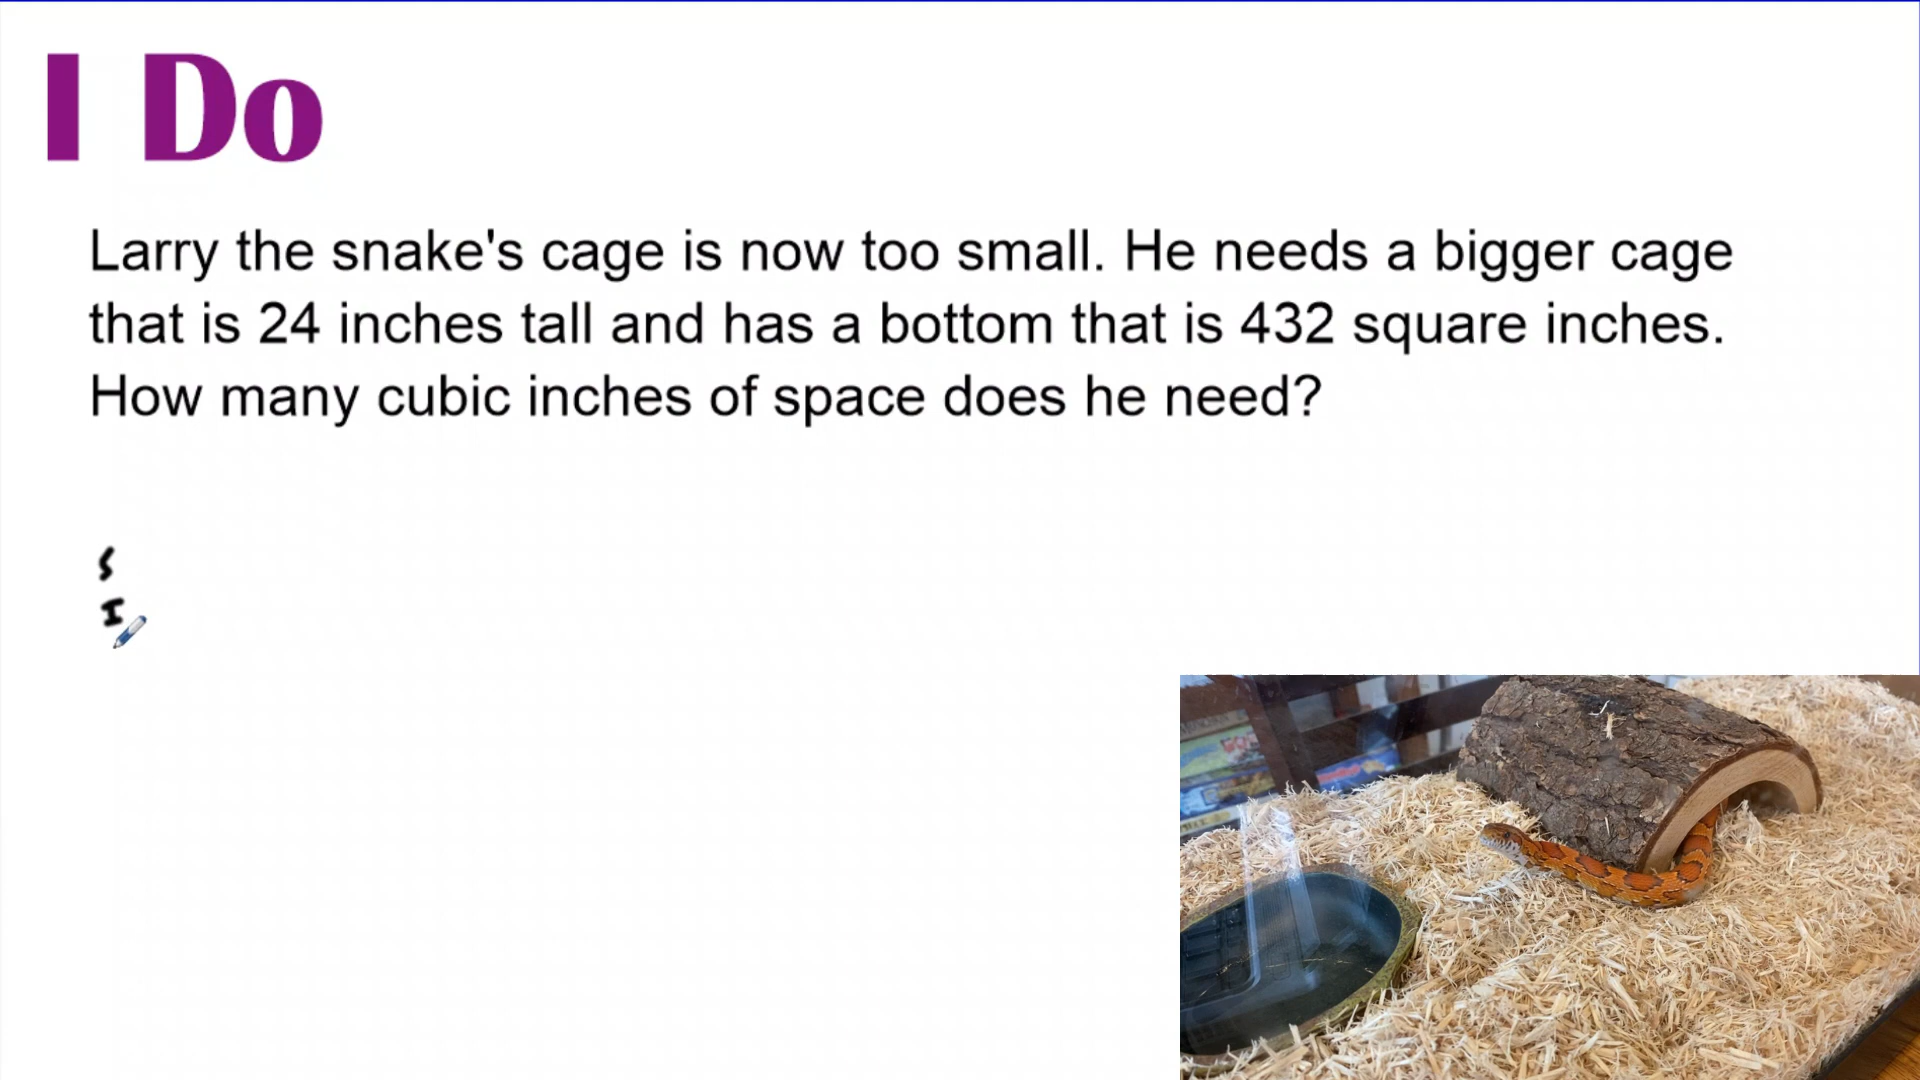 I Do
Larry the snake's cage is now too small. He needs a bigger cage
that is 24 inches tall and has a bottom that is 432 square inches.
How many cubic inches of space does he need?
S
I